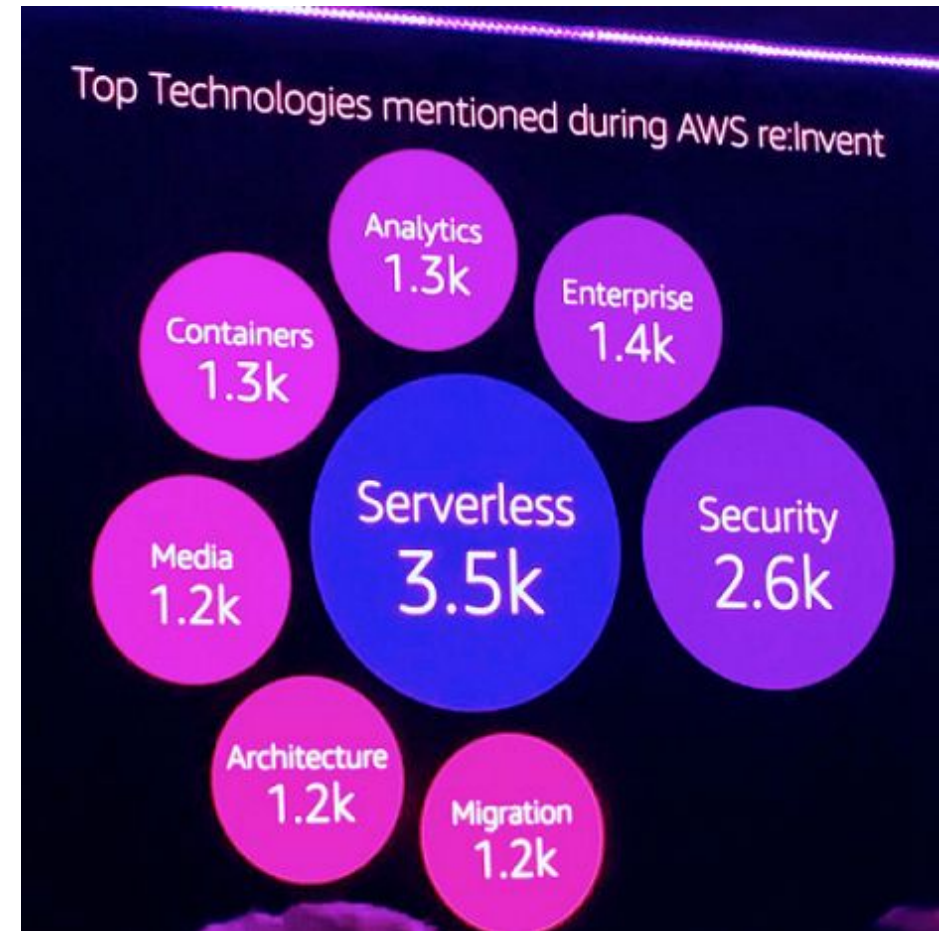 Top Technologies mentioned during AWS re:Invent
Analytics
1.3k
Enterprise
1.4k
Containers
1.3k
Serverless
3.5k
Security
2.6k
Media
1.2k
Architecture
1.2k
Migration
1.2k